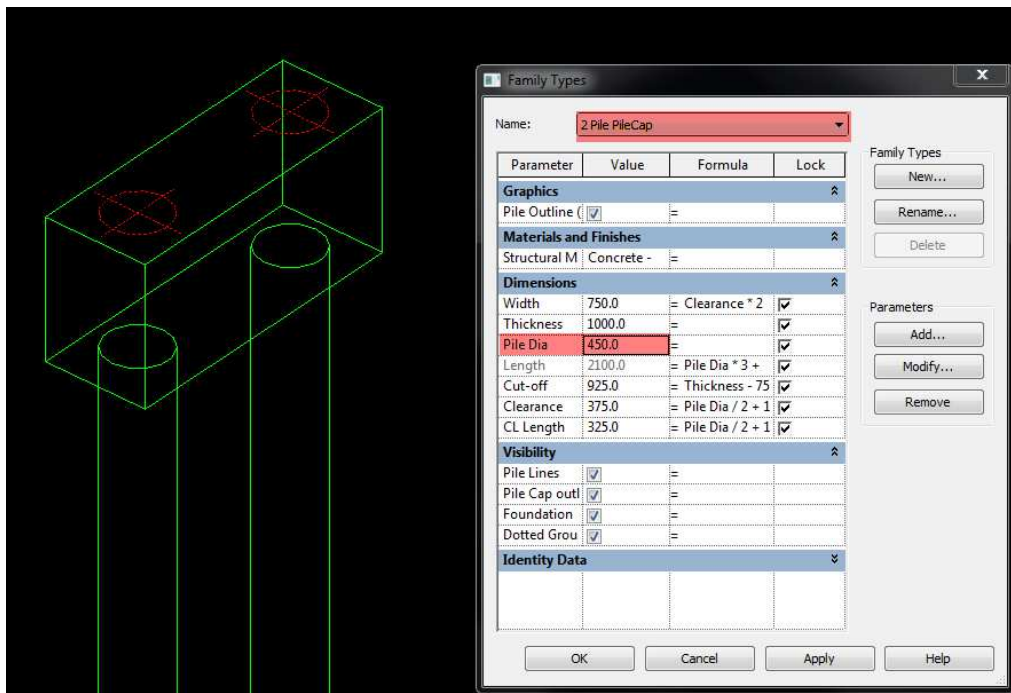 Family Types
Name: 2 Pile PileCap
Parameter Value Formula Lock
Graphics
Pile Outline ( =
Materials and Finishes
Structural M Concrete - =
Dimensions
Width 750.0 = Clearance * 2
Thickness 1000.0 =
Pile Dia 450.0 =
Length 2100.0 = Pile Dia * 3 +
Cut-off 925.0 = Thickness - 75
Clearance 375.0 = Pile Dia / 2 + 1
CL Length 325.0 = Pile Dia / 2 + 1
Visibility
Pile Lines =
Pile Cap outl =
Foundation =
Dotted Grou =
Identity Data
Family Types
New...
Rename...
Delete
Parameters
Add...
Modify...
Remove
OK Cancel Apply Help